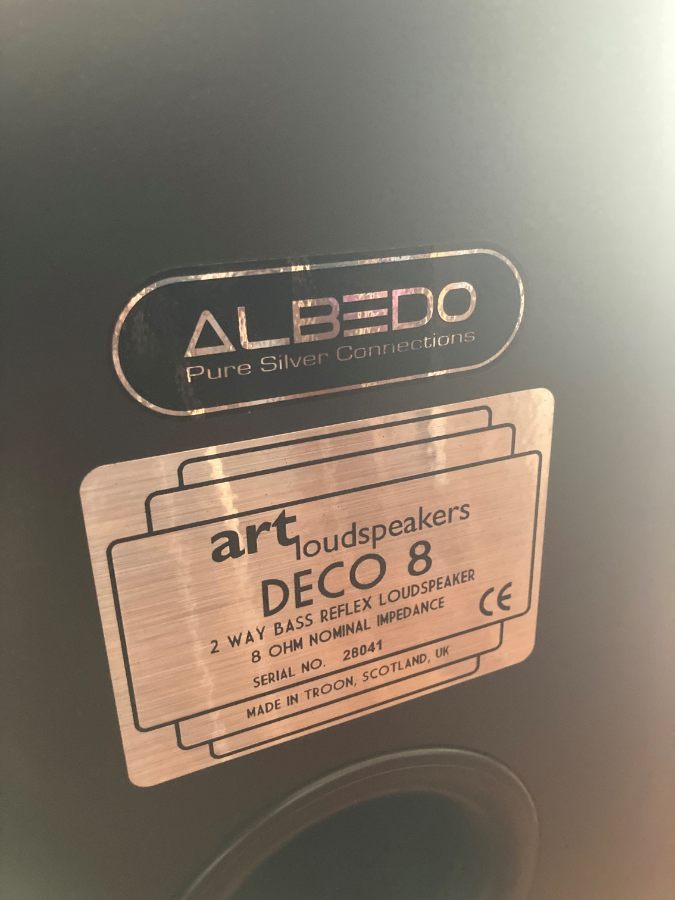 ALBEDO
Pure Silver Connections
art loudspeakers
DECO 8
2 WAY BASS REFLEX LOUDSPEAKER
8 OHM NOMINAL IMPEDANCE
CE
SERIAL NO. 28041
MADE IN TROON, SCOTLAND, UK